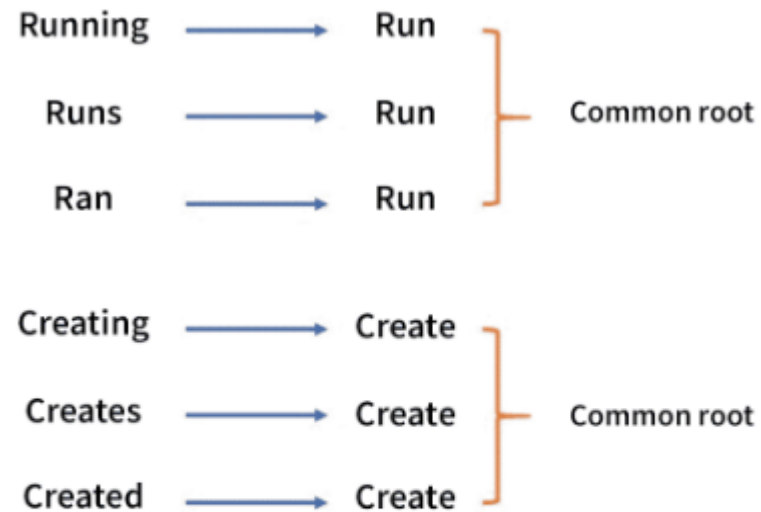 Running Run
Runs Run Common root
Ran Run
Creating Create
Creates Create Common root
Created Create